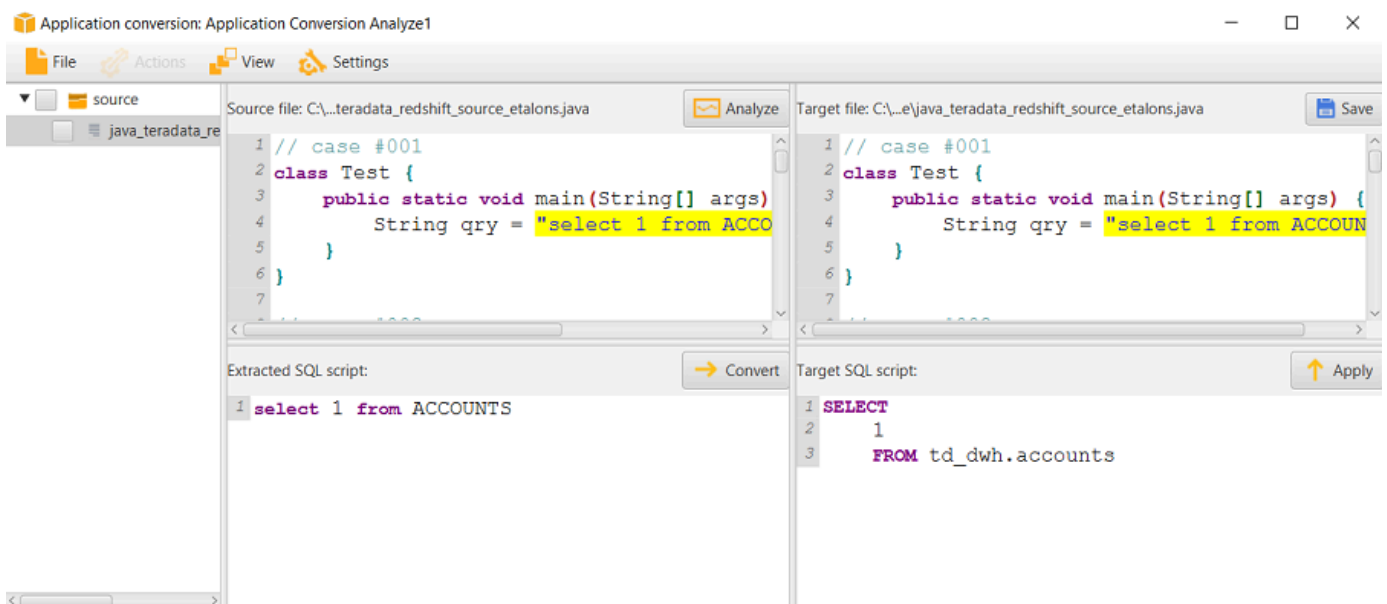 Application conversion: Application Conversion Analyze1
File Actions View Settings
source
java_teradata_re
Source file: C:\...teradata_redshift_source_etalons.java
Analyze
1 // case #001
2 class Test {
3 public static void main(String[] args)
4 String qry = "select 1 from ACCO
5 }
6 }
7
Target file: C:\...e\java_teradata_redshift_source_etalons.java
Save
1 // case #001
2 class Test {
3 public static void main(String[] args) {
4 String qry = "select 1 from ACCOUN
5 }
6 }
7
Extracted SQL script:
Convert
1 select 1 from ACCOUNTS
Target SQL script:
Apply
1 SELECT
2 1
3 FROM td_dwh.accounts